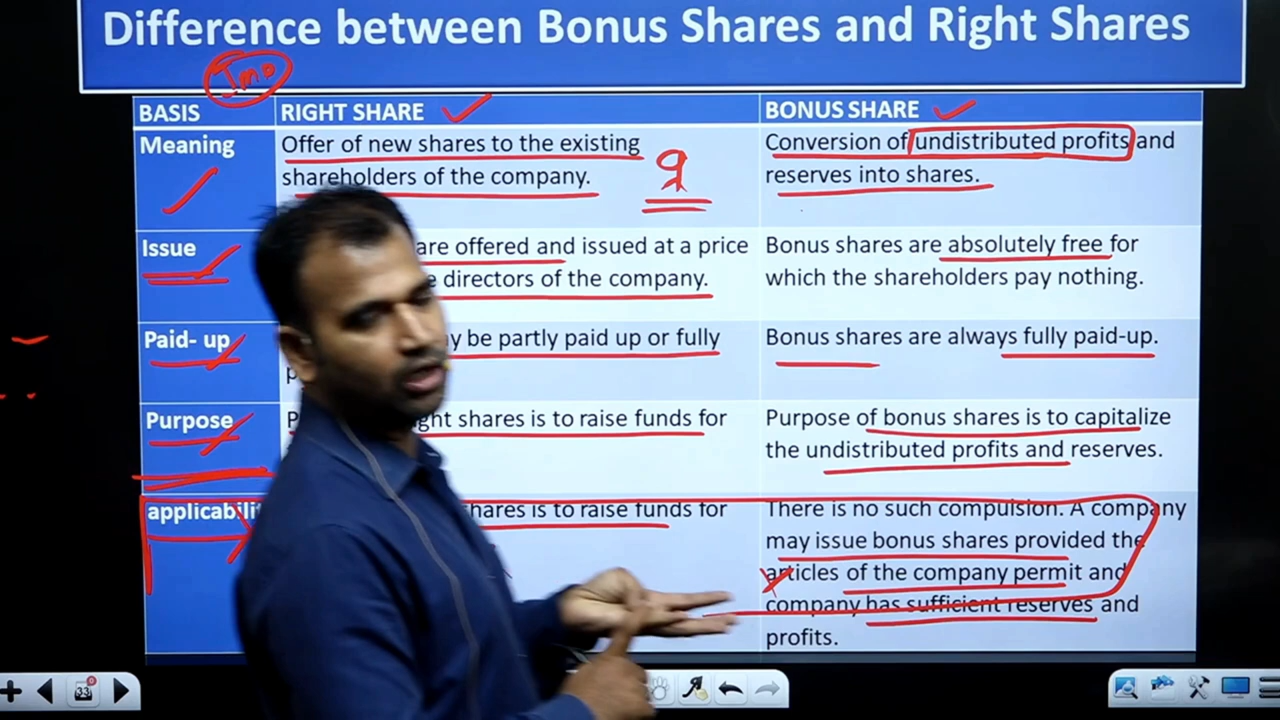 Difference between Bonus Shares and Right Shares
Imp
BASIS RIGHT SHARE BONUS SHARE
Meaning Offer of new shares to the existing Conversion of undistributed profits and
shareholders of the company. reserves into shares.
Issue are offered and issued at a price Bonus shares are absolutely free for
directors of the company. which the shareholders pay nothing.
Paid- up be partly paid up or fully Bonus shares are always fully paid-up.
Purpose shares is to raise funds for Purpose of bonus shares is to capitalize
the undistributed profits and reserves.
shares is to raise funds for There is no such compulsion. A company
may issue bonus shares provided the
articles of the company permit and
company has sufficient reserves and
profits.
33